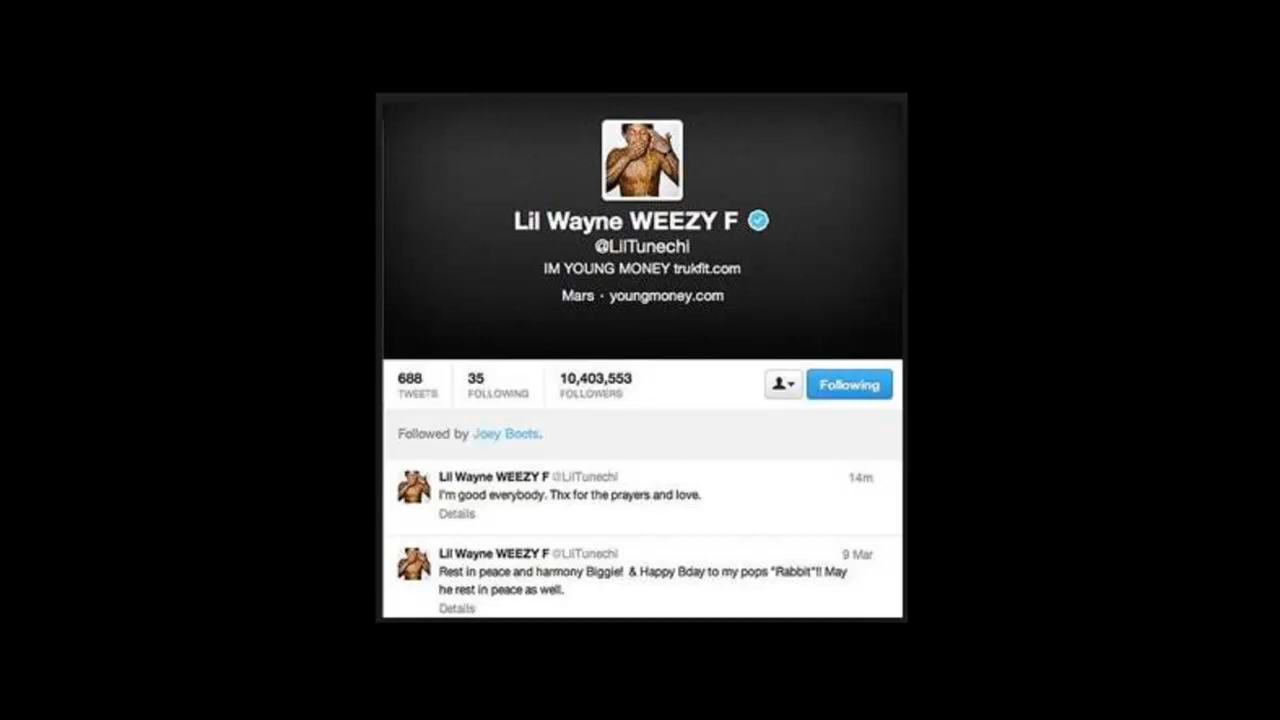 Lil Wayne WEEZY F
@LilTunechi
IM YOUNG MONEY trukfit.com
Mars · youngmoney.com
688 35 10,403,553
TWEETS FOLLOWING FOLLOWERS
Following
Followed by Joey Boots.
Lil Wayne WEEZY F @LilTunechi 14m
I'm good everybody. Thx for the prayers and love.
Details
Lil Wayne WEEZY F @LilTunechi 9 Mar
Rest in peace and harmony Biggie! & Happy Bday to my pops "Rabbit"!! May
he rest in peace as well.
Details